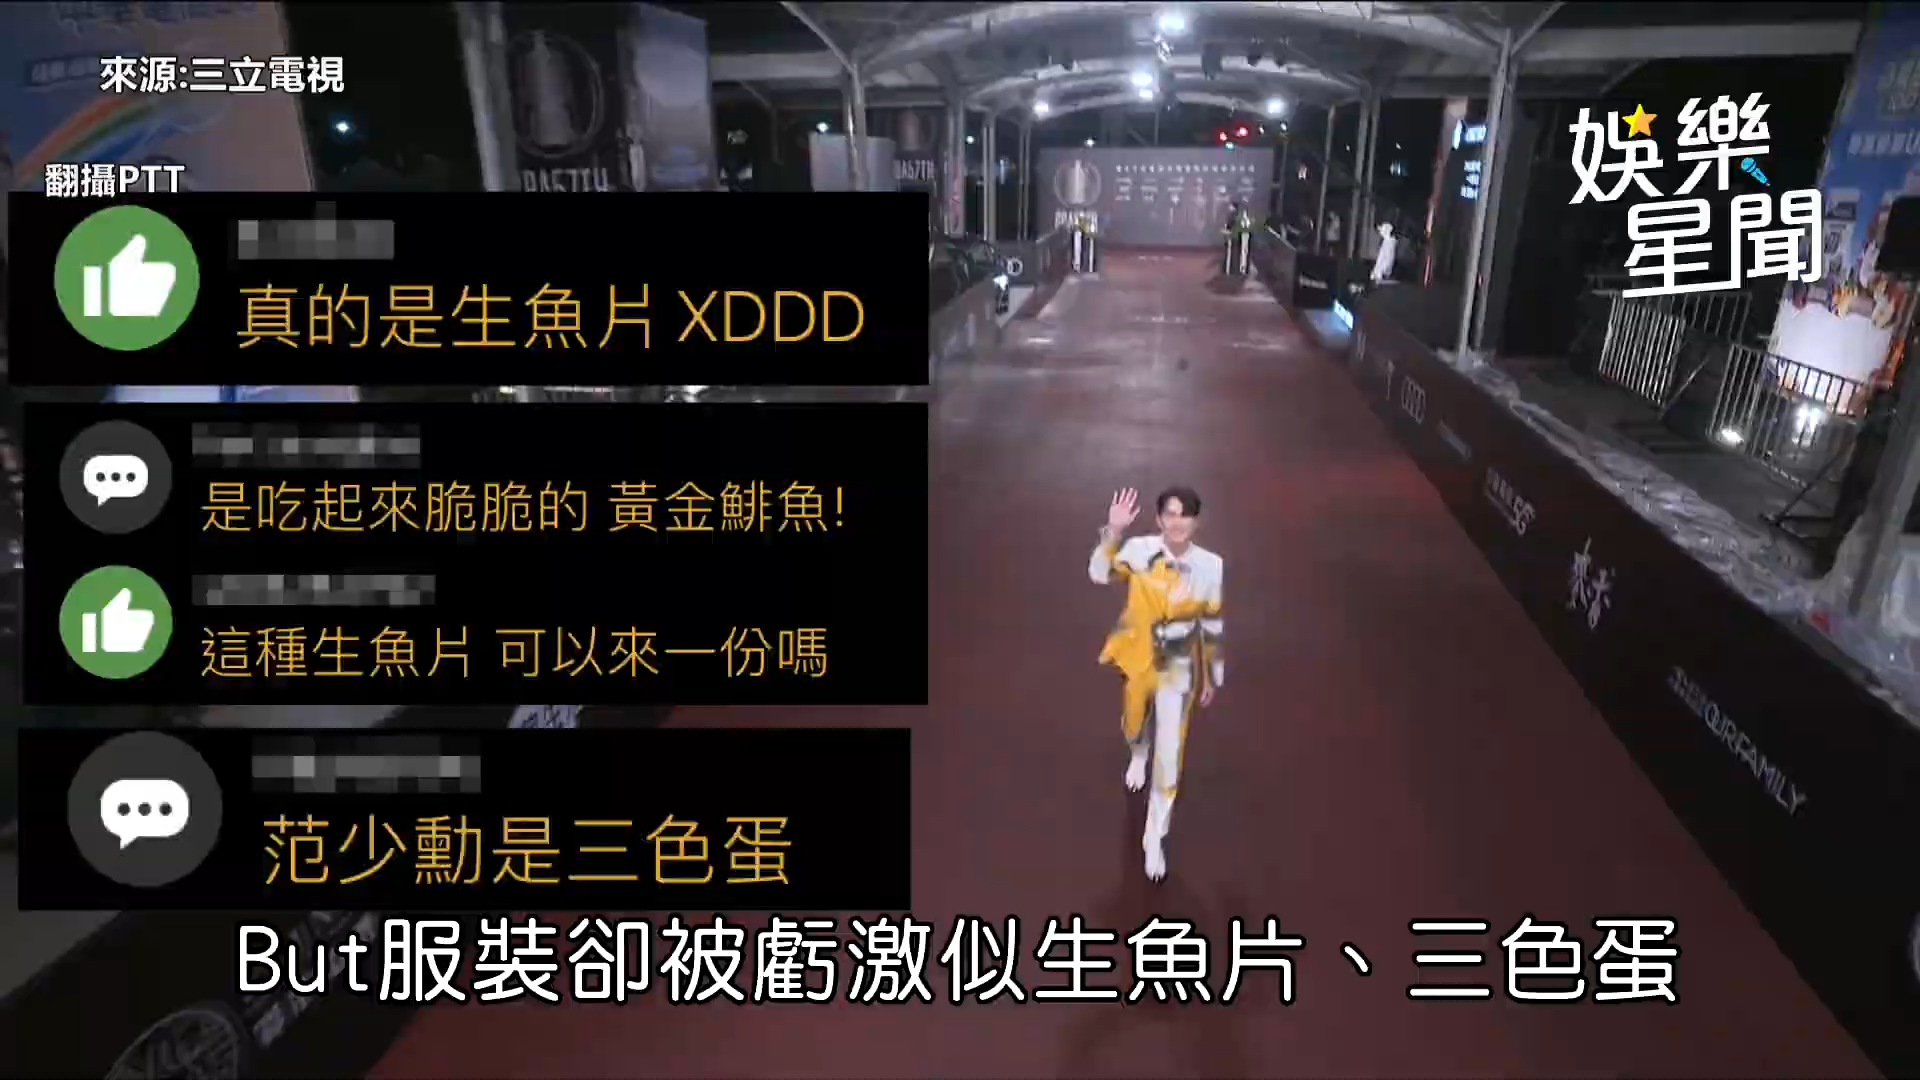 來源:三立電視
娛樂
星聞
翻攝PTT
BA57TH
真的是生魚片 XDDD
是吃起來脆脆的 黃金鯡魚!
這種生魚片 可以來一份嗎
范少勳是三色蛋
OURFAMILY
But服裝卻被虧激似生魚片、三色蛋